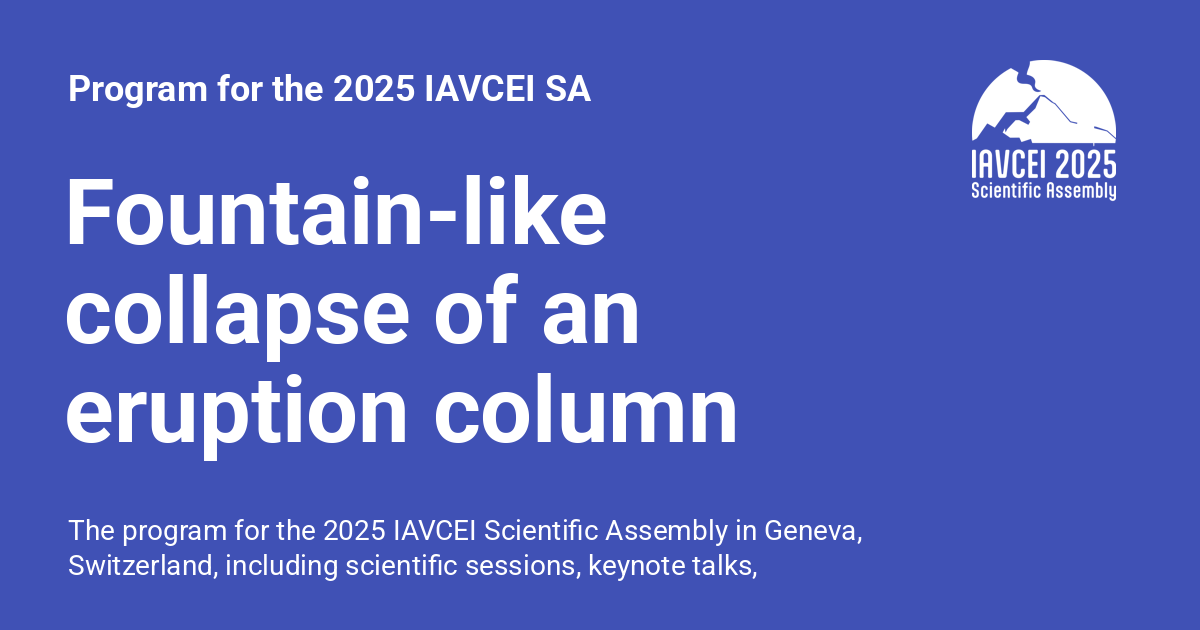 Program for the 2025 IAVCEI SA
IAVCEI 2025
Scientific Assembly
Fountain-like
collapse of an
eruption column
The program for the 2025 IAVCEI Scientific Assembly in Geneva,
Switzerland, including scientific sessions, keynote talks,